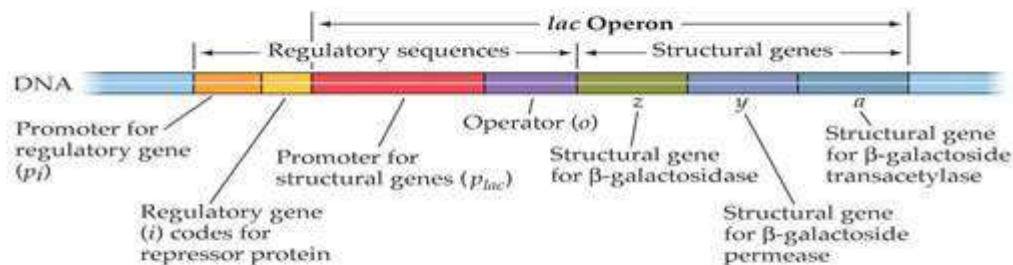 lac Operon
Regulatory sequences
Structural genes
DNA
z
y
a
Promoter for
regulatory gene
(pi)
Regulatory gene
(i) codes for
repressor protein
Promoter for
structural genes (plac)
Operator (o)
Structural gene
for β-galactosidase
Structural gene
for β-galactoside
permease
Structural gene
for β-galactoside
transacetylase